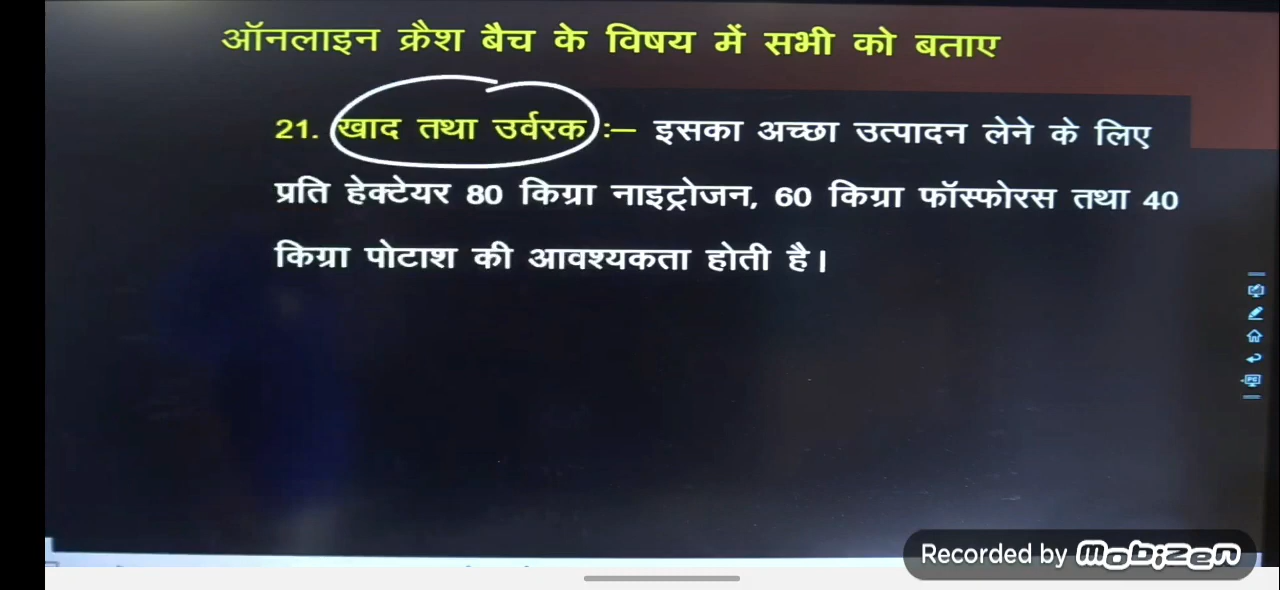 ऑनलाइन क्रैश बैच के विषय में सभी को बताए
21. खाद तथा उर्वरक :– इसका अच्छा उत्पादन लेने के लिए
प्रति हेक्टेयर 80 किग्रा नाइट्रोजन, 60 किग्रा फॉस्फोरस तथा 40
किग्रा पोटाश की आवश्यकता होती है।
PC
Recorded by Mobizen